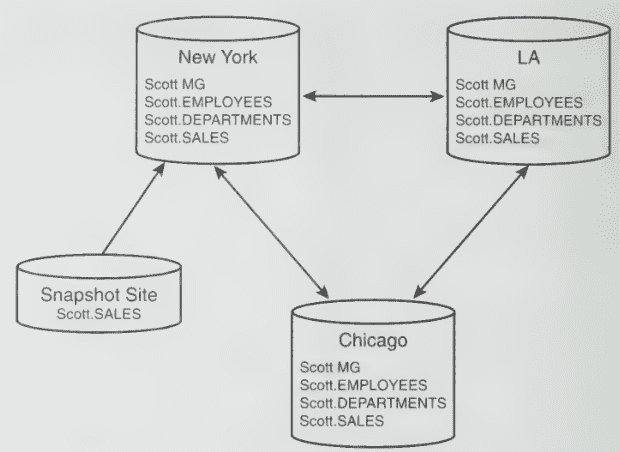 New York
Scott MG
Scott.EMPLOYEES
Scott.DEPARTMENTS
Scott.SALES
LA
Scott MG
Scott.EMPLOYEES
Scott.DEPARTMENTS
Scott.SALES
Snapshot Site
Scott.SALES
Chicago
Scott MG
Scott.EMPLOYEES
Scott.DEPARTMENTS
Scott.SALES